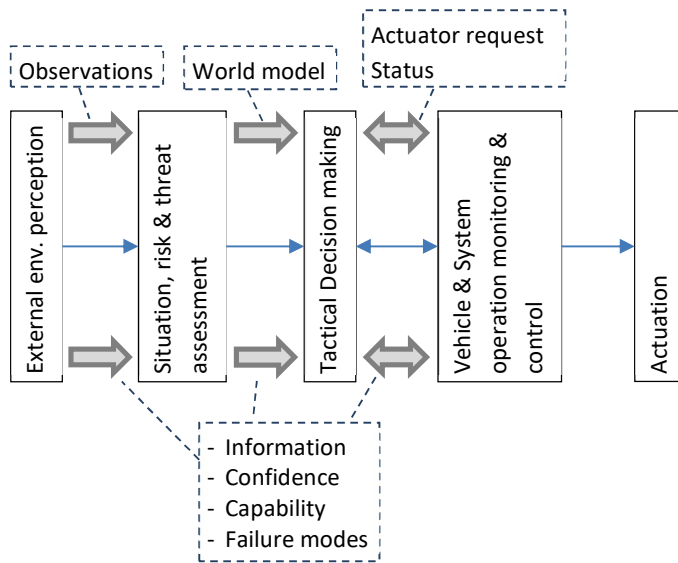 Observations
World model
Actuator request
Status
External env. perception
Situation, risk & threat
assessment
Tactical Decision making
Vehicle & System
operation monitoring &
control
Actuation
- Information
- Confidence
- Capability
- Failure modes